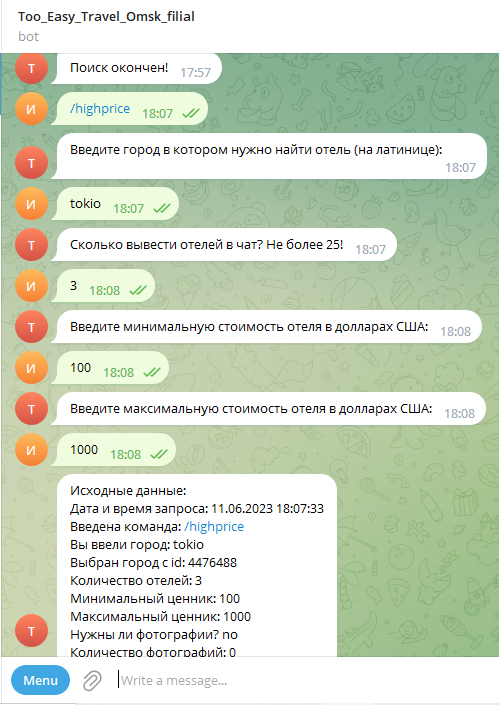 Too_Easy_Travel_Omsk_filial
bot
Т
Поиск окончен! 17:57
И
/highprice 18:07
Введите город в котором нужно найти отель (на латинице):
18:07
Т
И
tokio 18:07
Т
Сколько вывести отелей в чат? Не более 25! 18:07
И
3 18:08
Т
Введите минимальную стоимость отеля в долларах США: 18:08
И
100 18:08
Т
Введите максимальную стоимость отеля в долларах США: 18:08
И
1000 18:08
Исходные данные:
Дата и время запроса: 11.06.2023 18:07:33
Введена команда: /highprice
Вы ввели город: tokio
Выбран город с id: 4476488
Количество отелей: 3
Минимальный ценник: 100
Максимальный ценник: 1000
Т
Нужны ли фотографии? no
Количество фотографий: 0
Menu
Write a message...